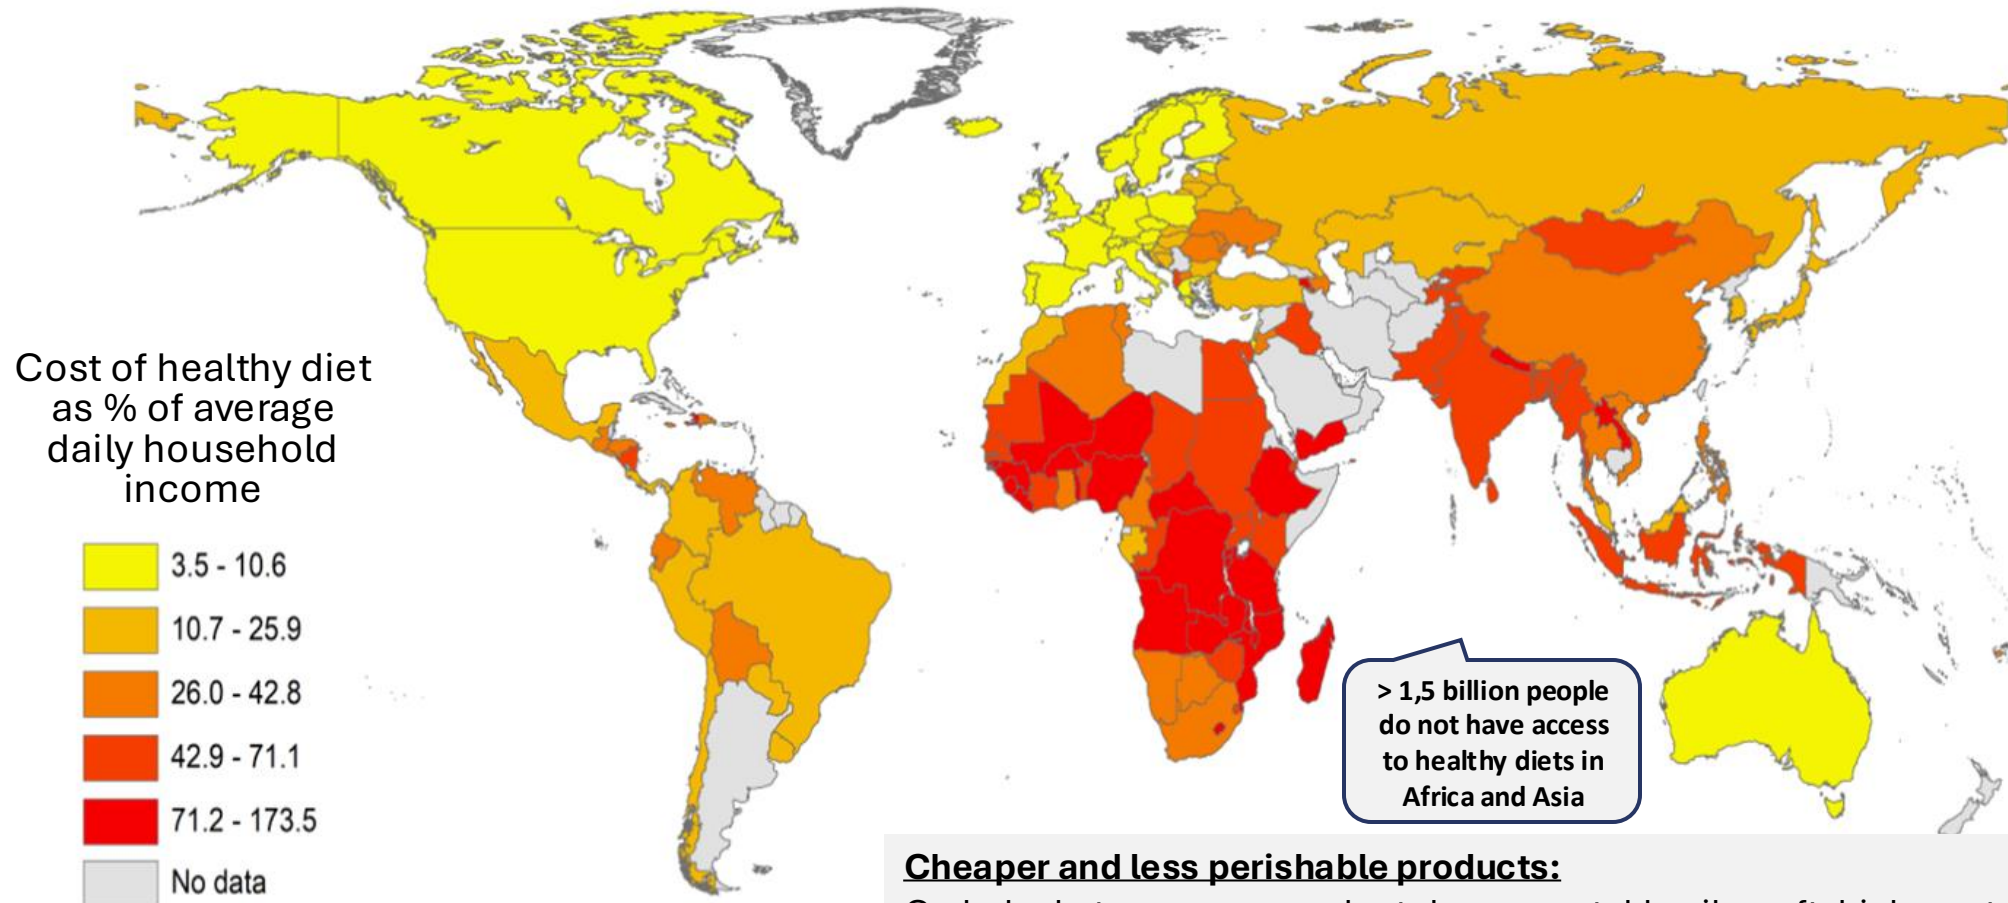 Cost of healthy diet
as % of average
daily household
income
3.5 - 10.6
10.7 - 25.9
26.0 - 42.8
42.9 - 71.1
71.2 - 173.5
No data
> 1,5 billion people
do not have access
to healthy diets in
Africa and Asia
Cheaper and less perishable products: